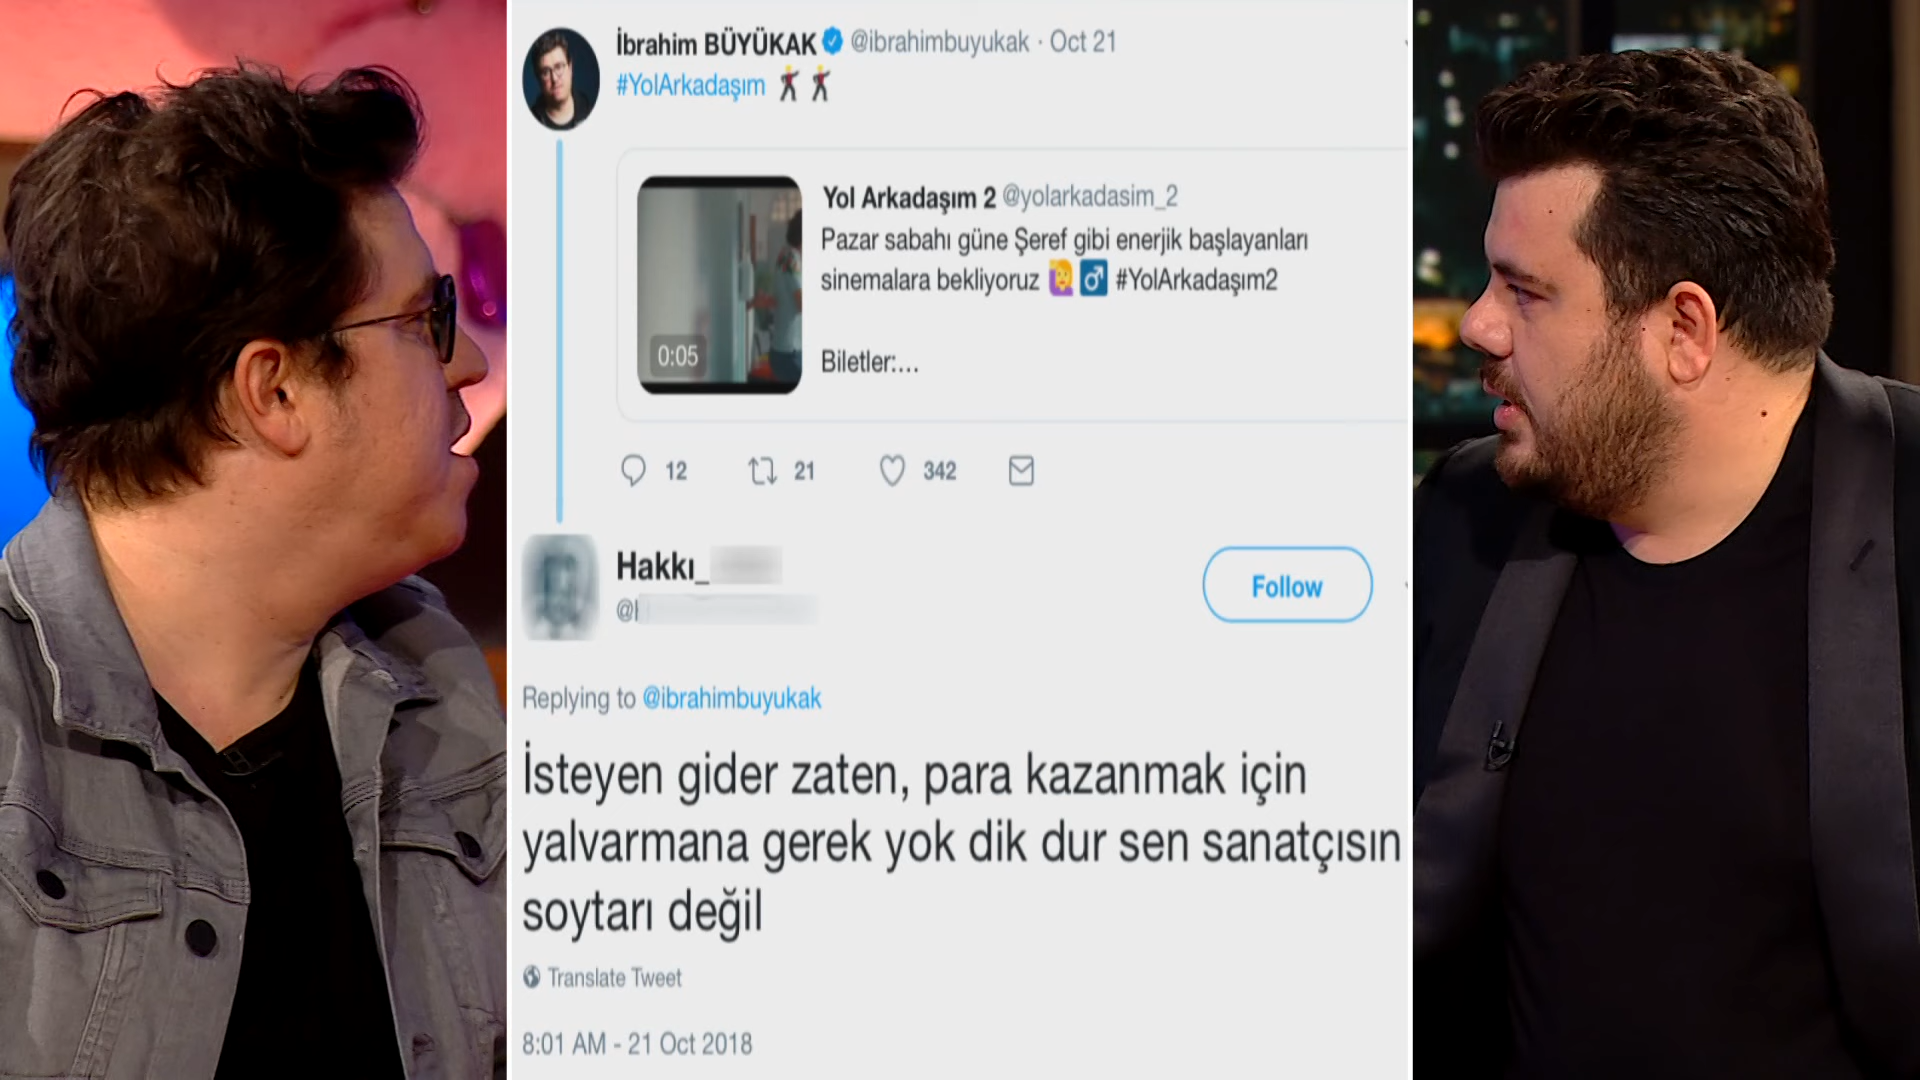 İbrahim BÜYÜKAK @ibrahimbuyukak · Oct 21
#YolArkadaşım
Yol Arkadaşım 2 @yolarkadasim_2
Pazar sabahı güne Şeref gibi enerjik başlayanları
sinemalara bekliyoruz #YolArkadaşım2
Biletler:...
0:05
12 21 342
Hakkı_
@
Follow
Replying to @ibrahimbuyukak
İsteyen gider zaten, para kazanmak için
yalvarmana gerek yok dik dur sen sanatçısın
soytarı değil
Translate Tweet
8:01 AM - 21 Oct 2018